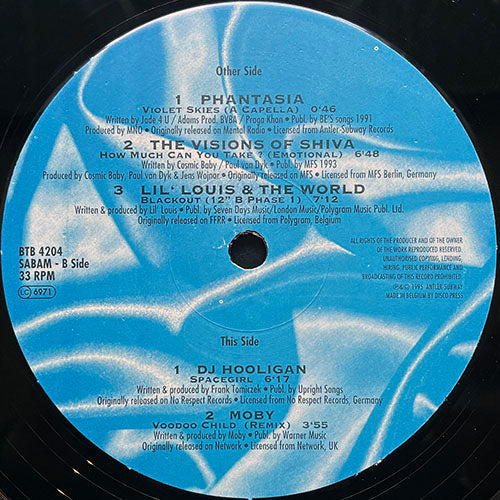 Other Side
1 PHANTASIA
VIOLET SKIES (A CAPELLA) 0'46
Written by Jade 4 U / Adams Prod. BVBA / Praga Khan • Publ. by BE'S songs 1991
Produced by MNO • Originally released on Mental Radio • Licensed from Antler-Subway Records
2 THE VISIONS OF SHIVA
HOW MUCH CAN YOU TAKE ? (EMOTIONAL) 6'48
Written by Cosmic Baby / Paul van Dyk • Publ. by MFS 1993
Produced by Cosmic Baby, Paul van Dyk & Jens Wojnar • Originally released on MFS • Licensed from MFS Berlin, Germany
3 LIL' LOUIS & THE WORLD
BLACKOUT (12" B PHASE 1) 7'12
Written & produced by Lil' Louis • Publ. by Seven Days Music/London Music/Polygram Music Publ. Ltd.
Originally released on FFRR • Licensed from Polygram, Belgium
BTB 4204
SABAM - B Side
33 RPM
LC 6971
ALL RIGHTS OF THE PRODUCER AND OF THE OWNER
OF THE WORK REPRODUCED RESERVED.
UNAUTHORISED COPYING, LENDING,
HIRING, PUBLIC PERFORMANCE AND
BROADCASTING OF THIS RECORD PROHIBITED
℗ & © 1995 ANTLER SUBWAY
MADE IN BELGIUM BY DISCO PRESS
This Side
1 DJ HOOLIGAN
SPACEGIRL 6'17
Written & produced by Frank Tomiczek • Publ. by Upright Songs
Originally released on No Respect Records • Licensed from No Respect Records, Germany
2 MOBY
VOODOO CHILD (REMIX) 3'55
Written & produced by Moby • Publ. by Warner Music
Originally released on Network • Licensed from Network, UK